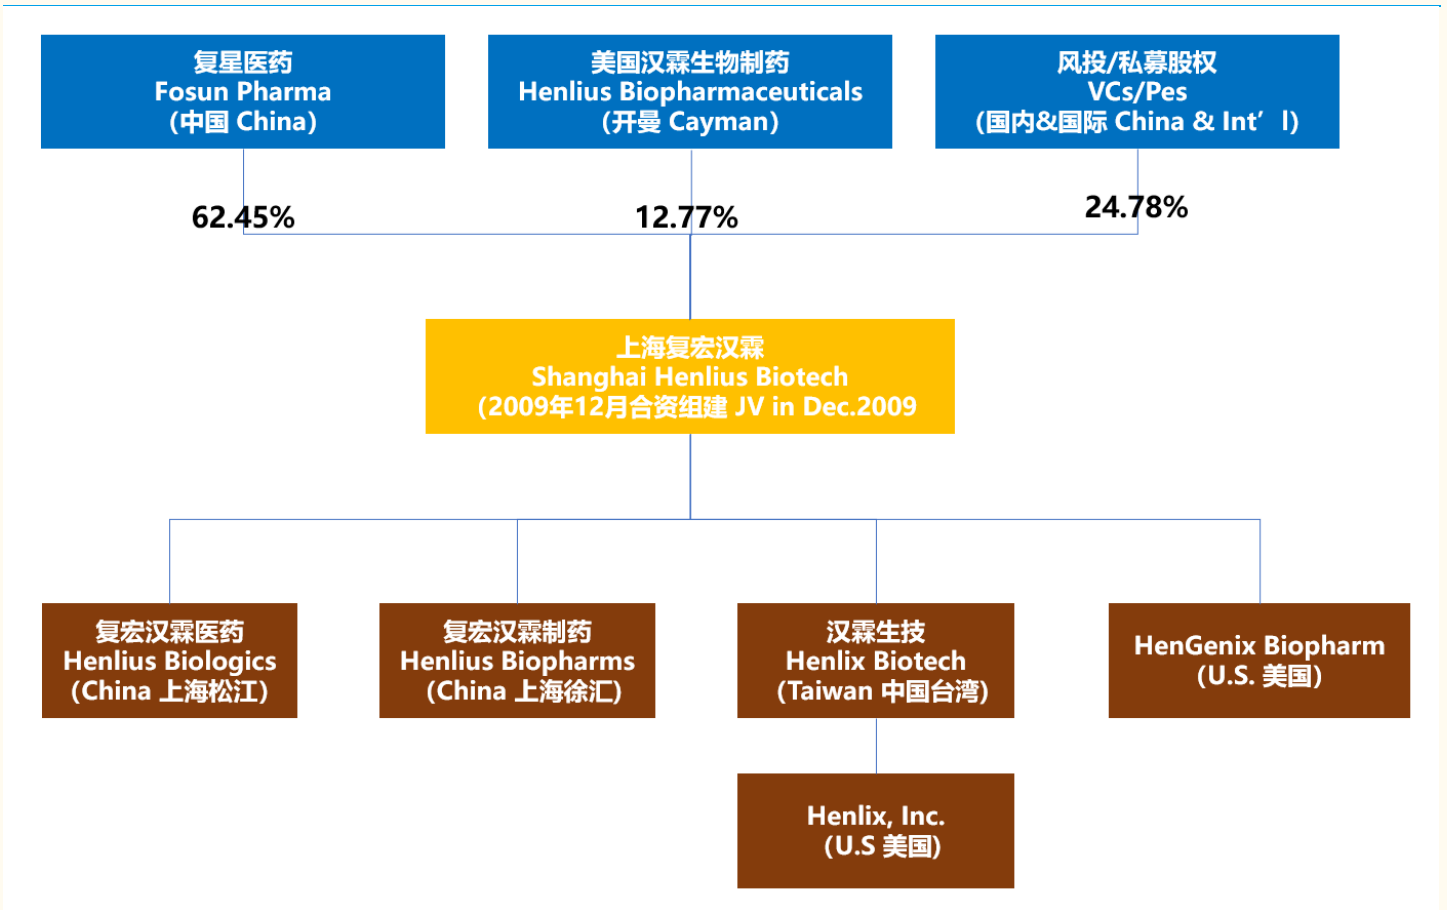 复星医药
Fosun Pharma
(中国 China)
美国汉霖生物制药
Henlius Biopharmaceuticals
(开曼 Cayman)
风投/私募股权
VCs/Pes
(国内&国际 China & Int’l)
62.45%
12.77%
24.78%
上海复宏汉霖
Shanghai Henlius Biotech
(2009年12月合资组建 JV in Dec.2009
复宏汉霖医药
Henlius Biologics
(China 上海松江)
复宏汉霖制药
Henlius Biopharms
(China 上海徐汇)
汉霖生技
Henlix Biotech
(Taiwan 中国台湾)
HenGenix Biopharm
(U.S. 美国)
Henlix, Inc.
(U.S 美国)